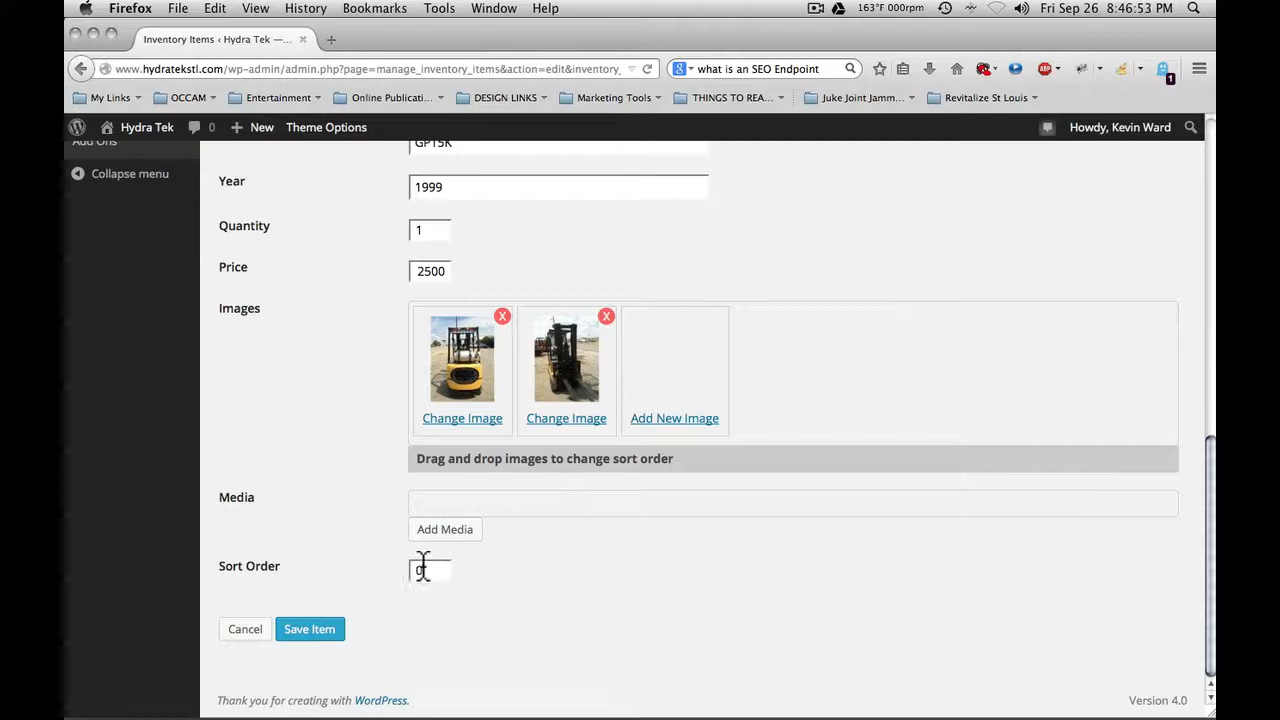 Firefox File Edit View History Bookmarks Tools Window Help 163°F 000rpm Fri Sep 26 8:46:53 PM
Inventory Items ‹ Hydra Tek —...
www.hydratekstl.com/wp-admin/admin.php?page=manage_inventory_items&action=edit&inventory_ what is an SEO Endpoint
My Links OCCAM Entertainment Online Publicati... DESIGN LINKS Marketing Tools THINGS TO REA... Juke Joint Jamm... Revitalize St Louis
1
Hydra Tek 0 New Theme Options Howdy, Kevin Ward
Add Ons GP15K
Collapse menu
Year 1999
Quantity 1
Price 2500
Images
X X
Change Image Change Image Add New Image
Drag and drop images to change sort order
Media
Add Media
Sort Order 0
Cancel Save Item
Thank you for creating with WordPress. Version 4.0